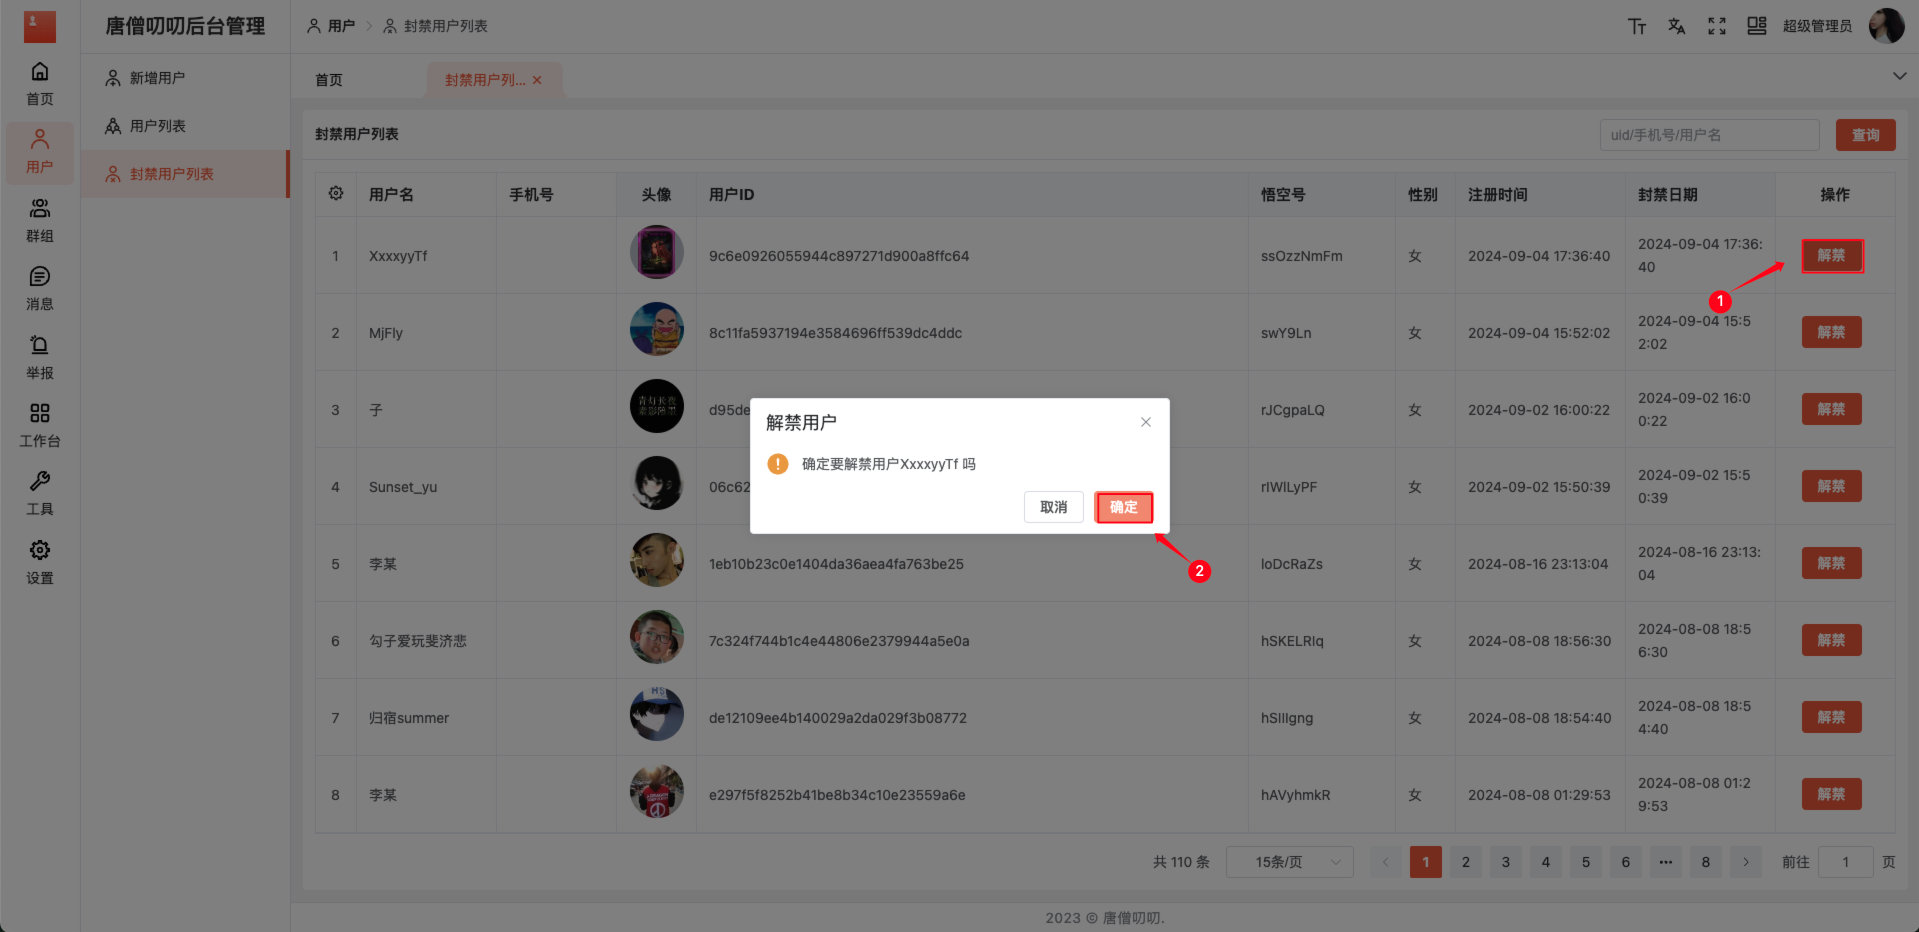 唐僧叨叨后台管理
用户 > 封禁用户列表
超级管理员
首页
用户
群组
消息
举报
工作台
工具
设置
新增用户
用户列表
封禁用户列表
首页
封禁用户列...
封禁用户列表
uid/手机号/用户名
查询
用户名 手机号 头像 用户ID 悟空号 性别 注册时间 封禁日期 操作
1 XxxxyyTf 9c6e0926055944c897271d900a8ffc64 ssOzzNmFm 女 2024-09-04 17:36:40 2024-09-04 17:36:
40
解禁
1
2 MjFly 8c11fa5937194e3584696ff539dc4ddc swY9Ln 女 2024-09-04 15:52:02 2024-09-04 15:5
2:02
解禁
3 子 d95de rJCgpaLQ 女 2024-09-02 16:00:22 2024-09-02 16:0
0:22
解禁
4 Sunset_yu 06c62 rIWlLyPF 女 2024-09-02 15:50:39 2024-09-02 15:5
0:39
解禁
5 李某 1eb10b23c0e1404da36aea4fa763be25 loDcRaZs 女 2024-08-16 23:13:04 2024-08-16 23:13:
04
解禁
6 勾子爱玩斐济悲 7c324f744b1c4e44806e2379944a5e0a hSKELRlq 女 2024-08-08 18:56:30 2024-08-08 18:5
6:30
解禁
7 归宿summer de12109ee4b140029a2da029f3b08772 hSlIlgng 女 2024-08-08 18:54:40 2024-08-08 18:5
4:40
解禁
8 李某 e297f5f8252b41be8b34c10e23559a6e hAVyhmkR 女 2024-08-08 01:29:53 2024-08-08 01:2
9:53
解禁
解禁用户
确定要解禁用户XxxxyyTf 吗
取消
确定
2
共 110 条 15条/页 < 1 2 3 4 5 6 ••• 8 > 前往 1 页
2023 © 唐僧叨叨.